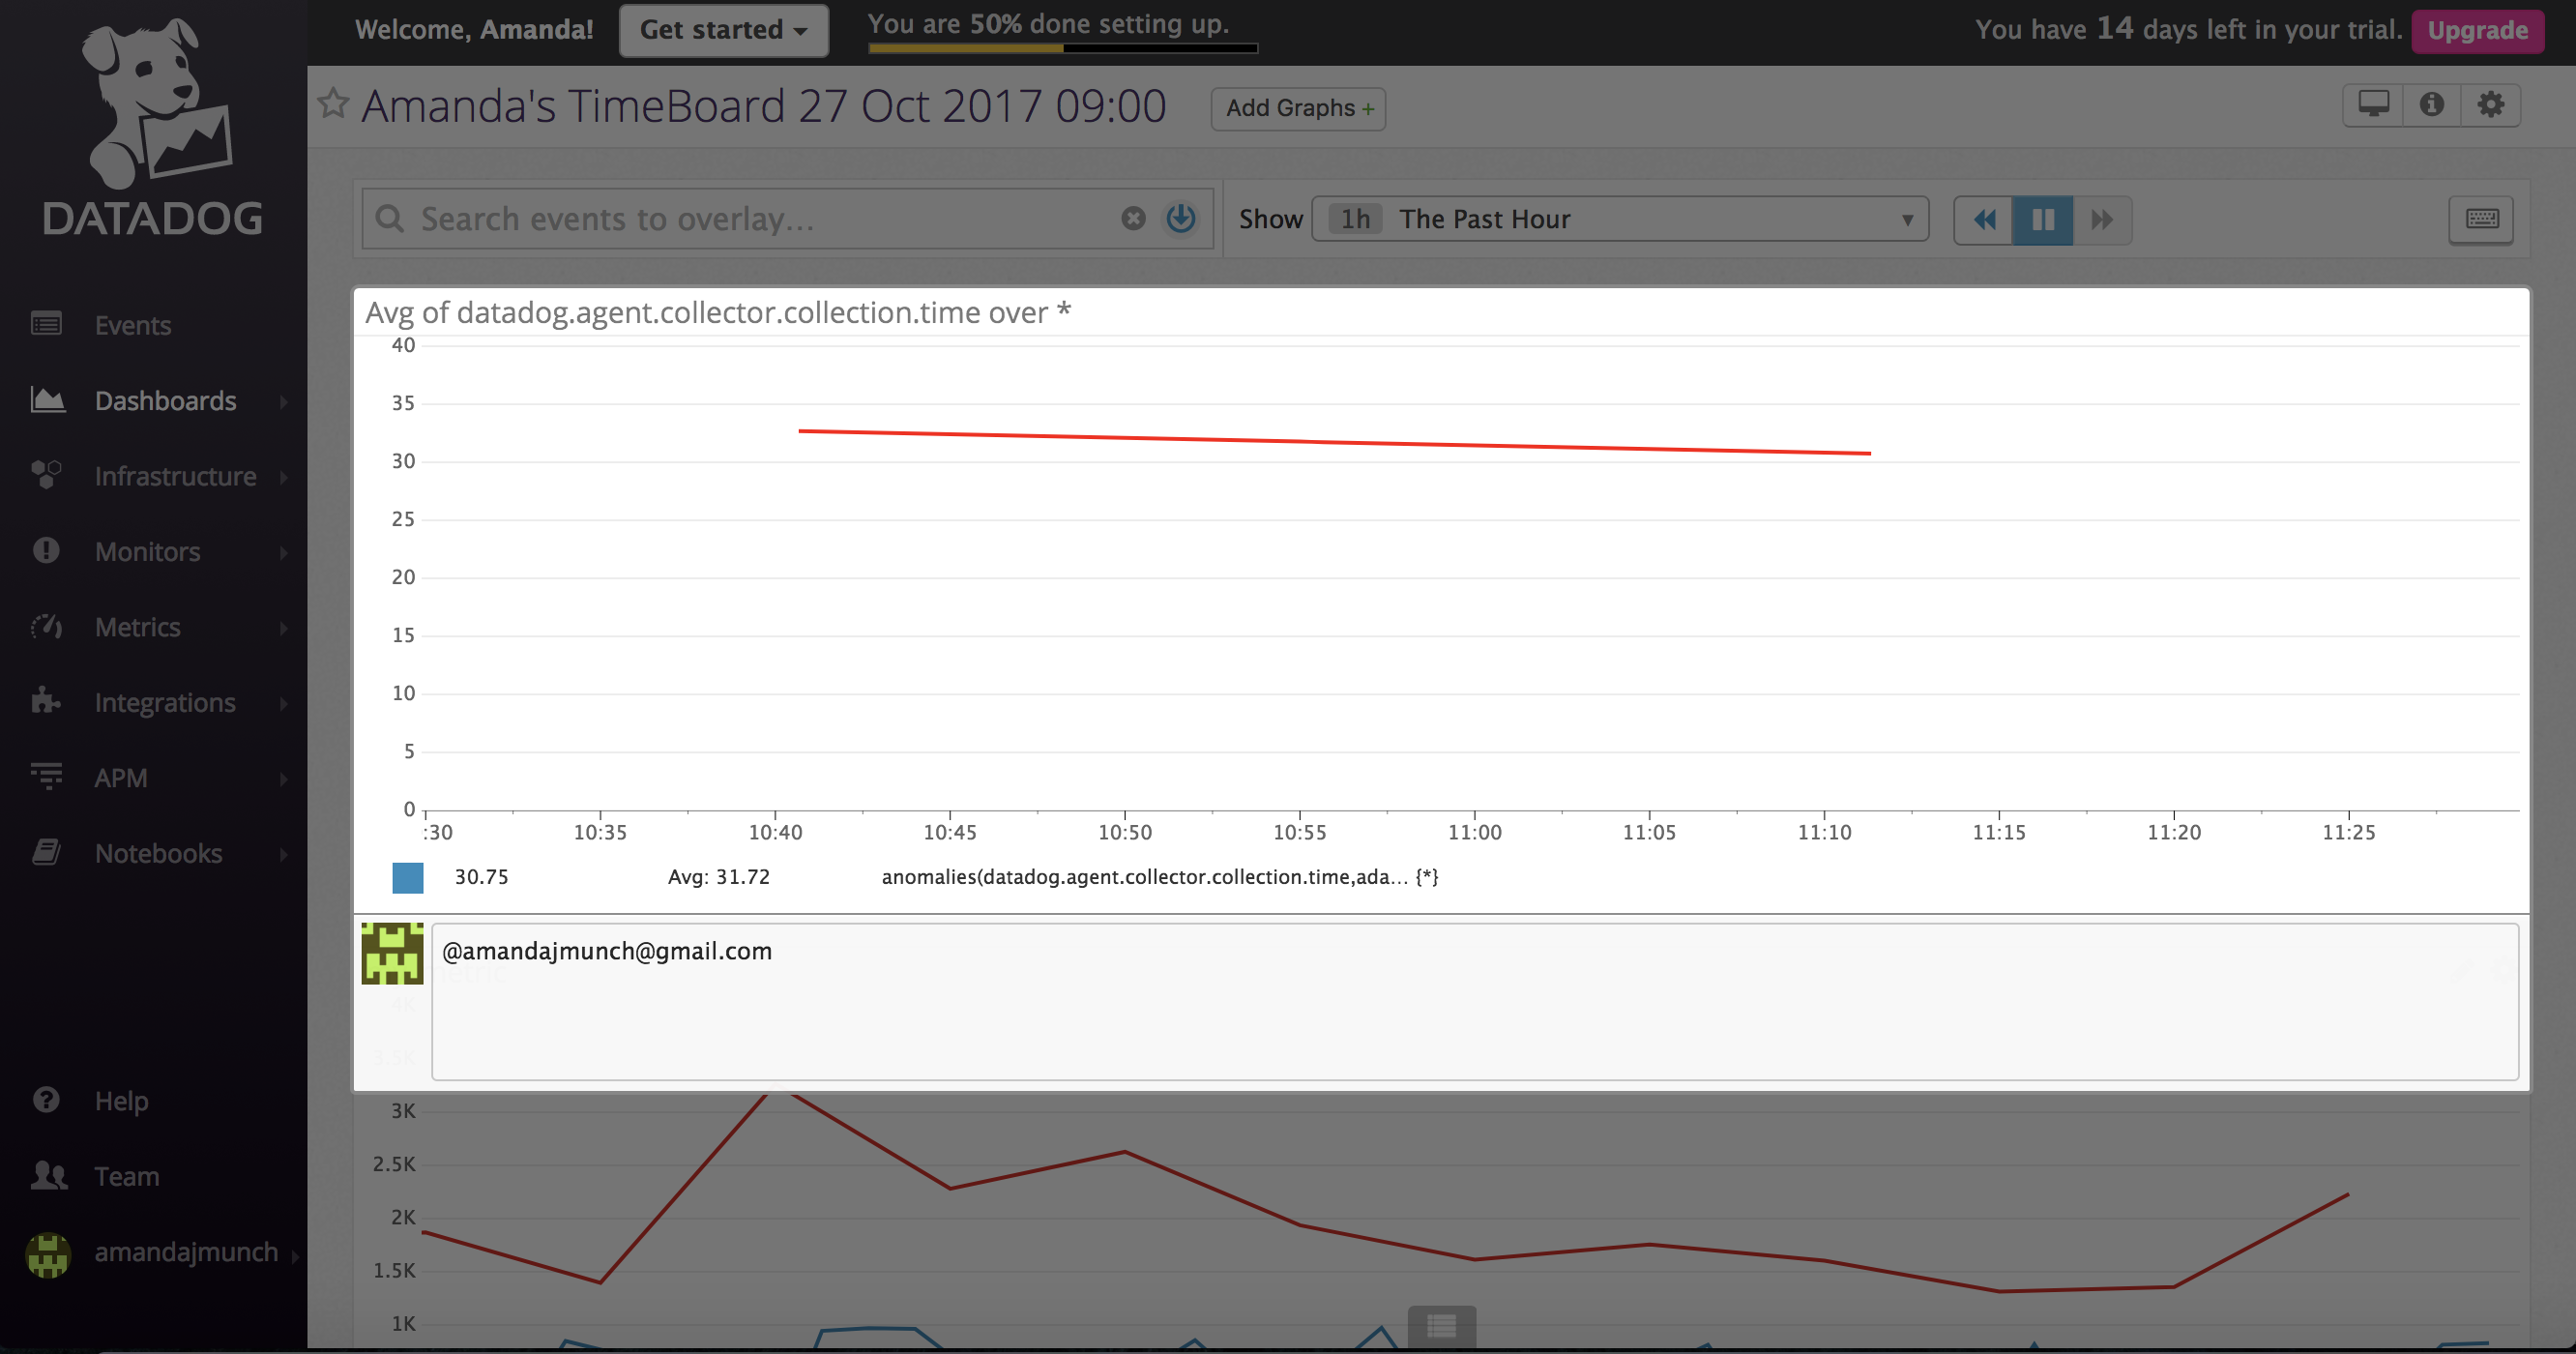 Welcome, Amanda!
Get started
You are 50% done setting up.
You have 14 days left in your trial.
Upgrade
DATADOG
Events
Dashboards
Infrastructure
Monitors
Metrics
Integrations
APM
Notebooks
Help
Team
amandajmunch
Amanda's TimeBoard 27 Oct 2017 09:00
Add Graphs +
Search events to overlay...
Show
1h The Past Hour
Avg of datadog.agent.collector.collection.time over *
40
35
30
25
20
15
10
5
0
:30 10:35 10:40 10:45 10:50 10:55 11:00 11:05 11:10 11:15 11:20 11:25
30.75 Avg: 31.72 anomalies(datadog.agent.collector.collection.time,ada... {*}
@amandajmunch@gmail.com
4K
3.5K
3K
2.5K
2K
1.5K
1K